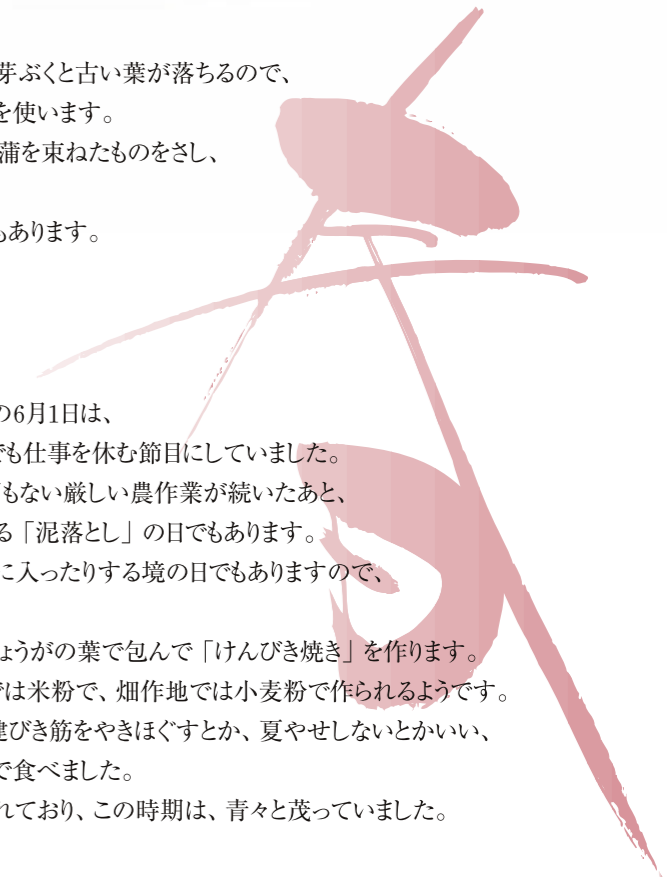 芽ぶくと古い葉が落ちるので、
を使います。
蒲を束ねたものをさし、
もあります。
の6月1日は、
でも仕事を休む節目にしていました。
もない厳しい農作業が続いたあと、
る「泥落とし」の日でもあります。
に入ったりする境の日でもありますので、
ょうがの葉で包んで「けんびき焼き」を作ります。
では米粉で、畑作地では小麦粉で作られるようです。
建びき筋をやきほぐすとか、夏やせしないとかいい、
で食べました。
れており、この時期は、青々と茂っていました。